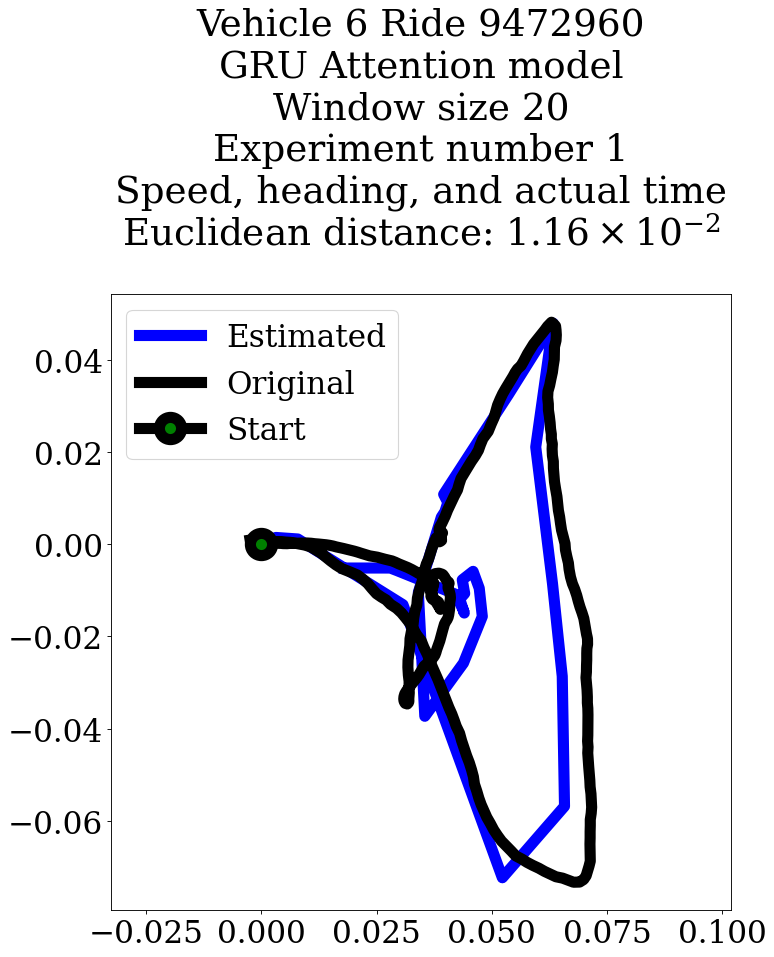 Vehicle 6 Ride 9472960
GRU Attention model
Window size 20
Experiment number 1
Speed, heading, and actual time
Euclidean distance: 1.16 × 10⁻²
Estimated
Original
Start
0.04
0.02
0.00
−0.02
−0.04
−0.06
−0.025 0.000 0.025 0.050 0.075 0.100